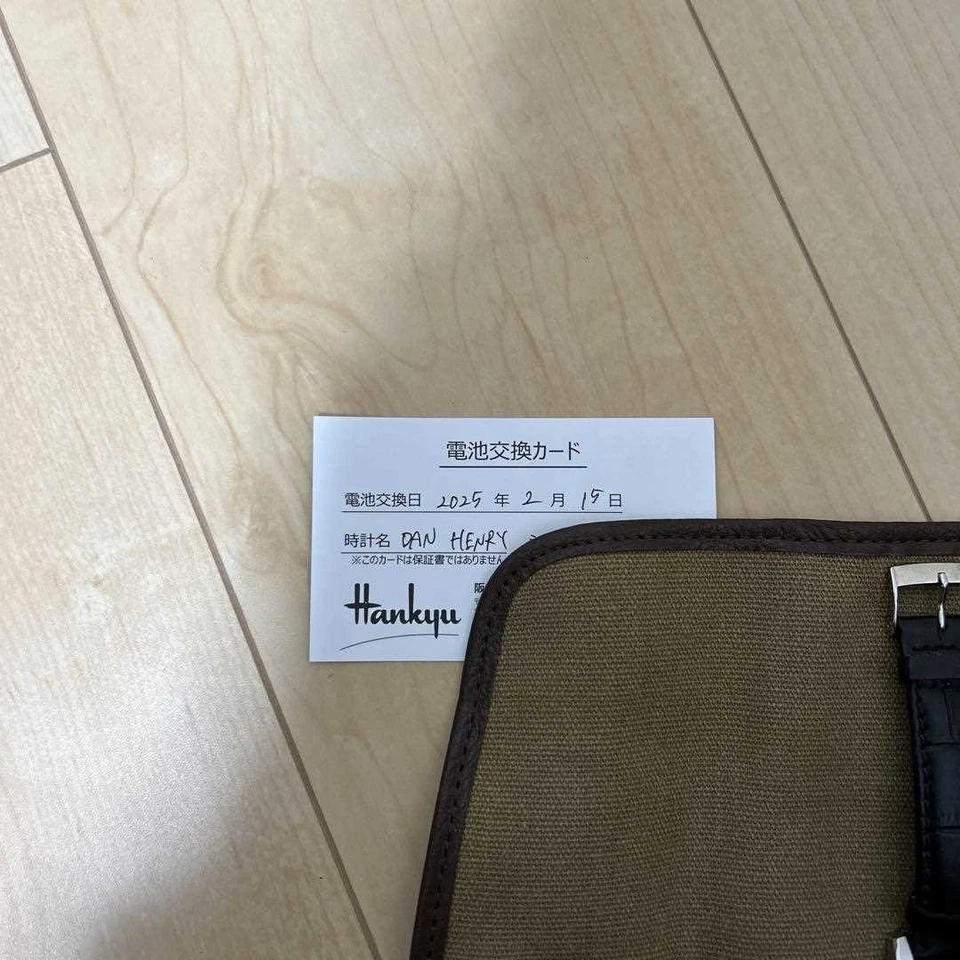 電池交換カード
電池交換日 2025 年 2 月 15 日
時計名 DAN HENRY
※このカードは保証書ではありません
Hankyu 阪